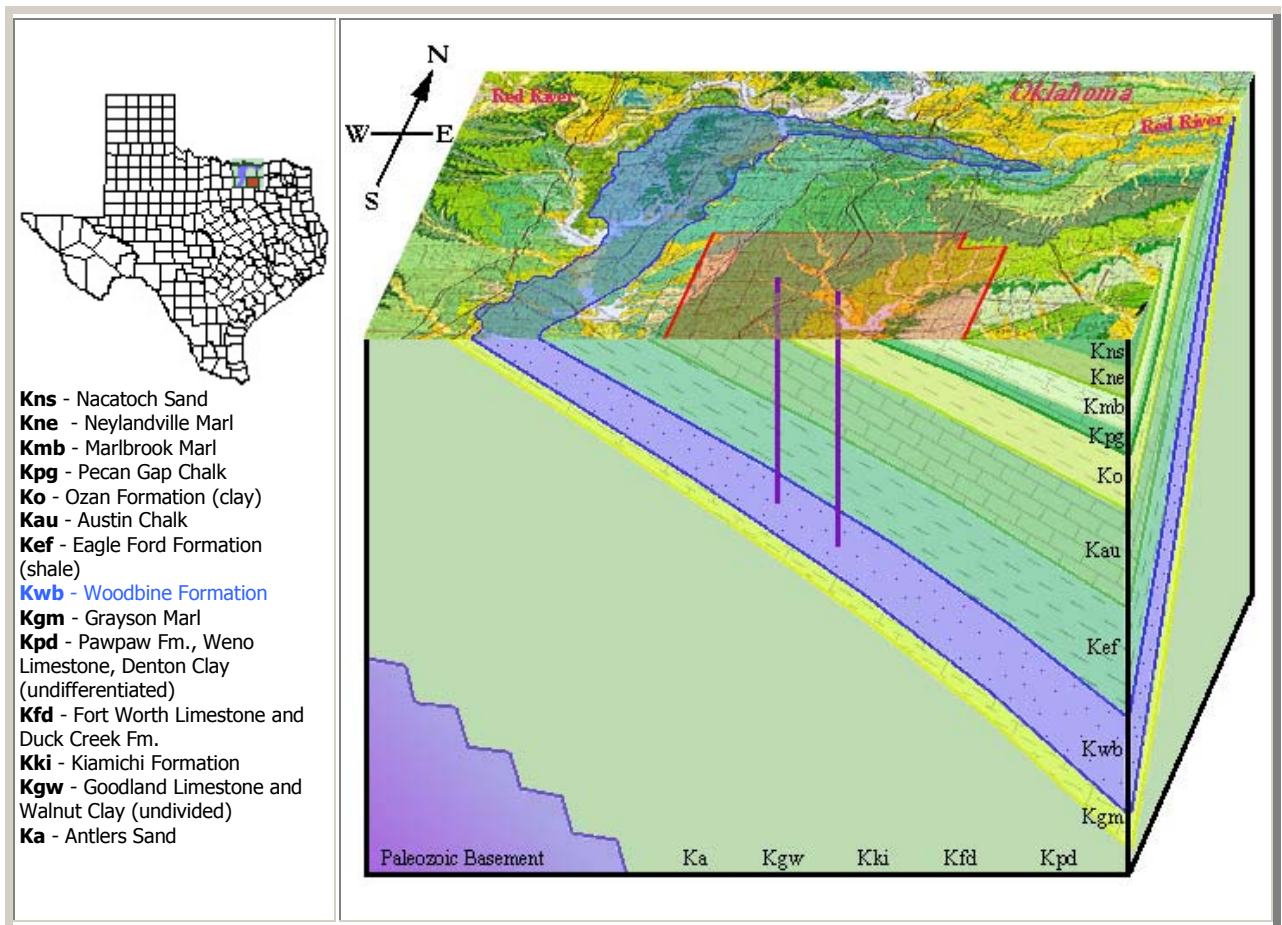 Kns - Nacatoch Sand
Kne - Neylandville Marl
Kmb - Marlbrook Marl
Kpg - Pecan Gap Chalk
Ko - Ozan Formation (clay)
Kau - Austin Chalk
Kef - Eagle Ford Formation
(shale)
Kwb - Woodbine Formation
Kgm - Grayson Marl
Kpd - Pawpaw Fm., Weno
Limestone, Denton Clay
(undifferentiated)
Kfd - Fort Worth Limestone and
Duck Creek Fm.
Kki - Kiamichi Formation
Kgw - Goodland Limestone and
Walnut Clay (undivided)
Ka - Antlers Sand
N
W E
S
Red River
Oklahoma
Red River
Kns
Kne
Kmb
Kpg
Ko
Kau
Kef
Kwb
Kgm
Paleozoic Basement Ka Kgw Kki Kfd Kpd